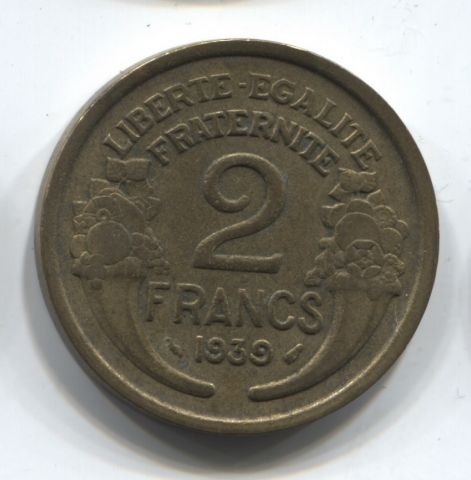 LIBERTE-EGALITE
FRATERNITE
2
FRANCS
1939